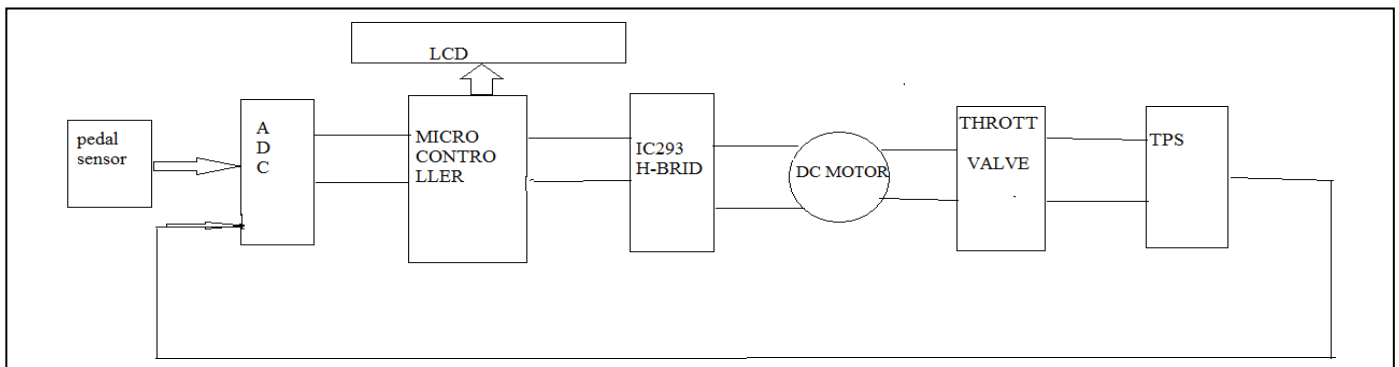 LCD
pedal
sensor
A
D
C
MICRO
CONTRO
LLER
IC293
H-BRID
DC MOTOR
THROTT
VALVE
TPS